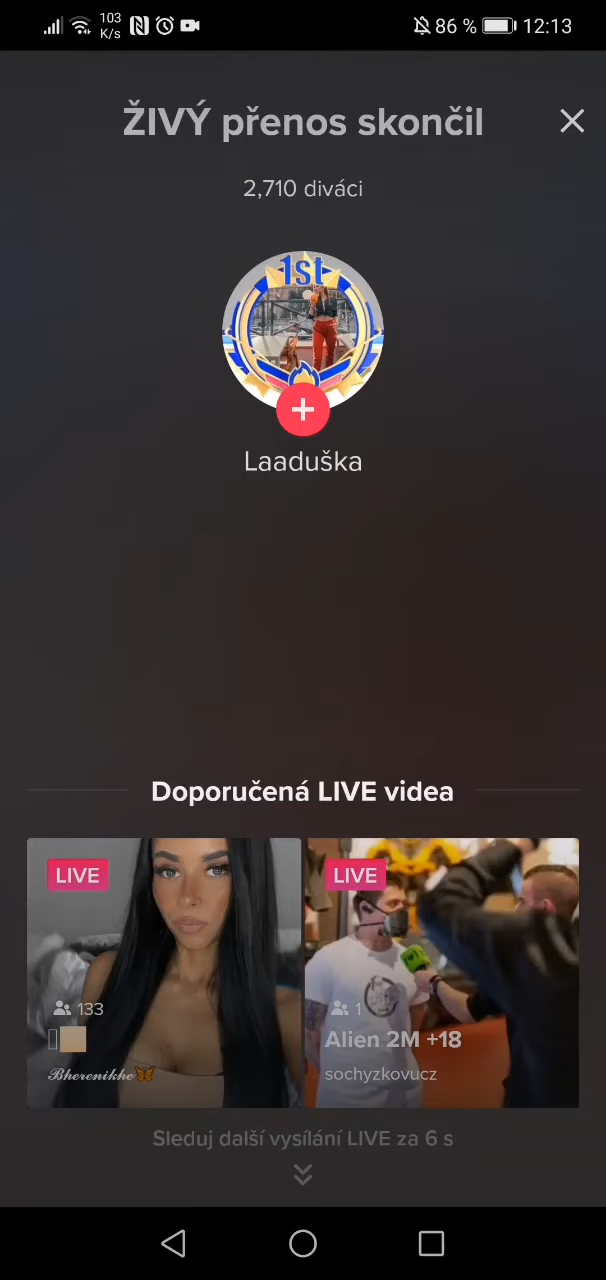 103
K/s
86 %
12:13
ŽIVÝ přenos skončil
2,710 diváci
1st
Laaduška
Doporučená LIVE videa
LIVE
LIVE
133
1
Alien 2M +18
𝓑𝓱𝓮𝓻𝓮𝓷𝓲𝓴𝓱𝓮🦋
sochyzkovucz
Sleduj další vysílání LIVE za 6 s